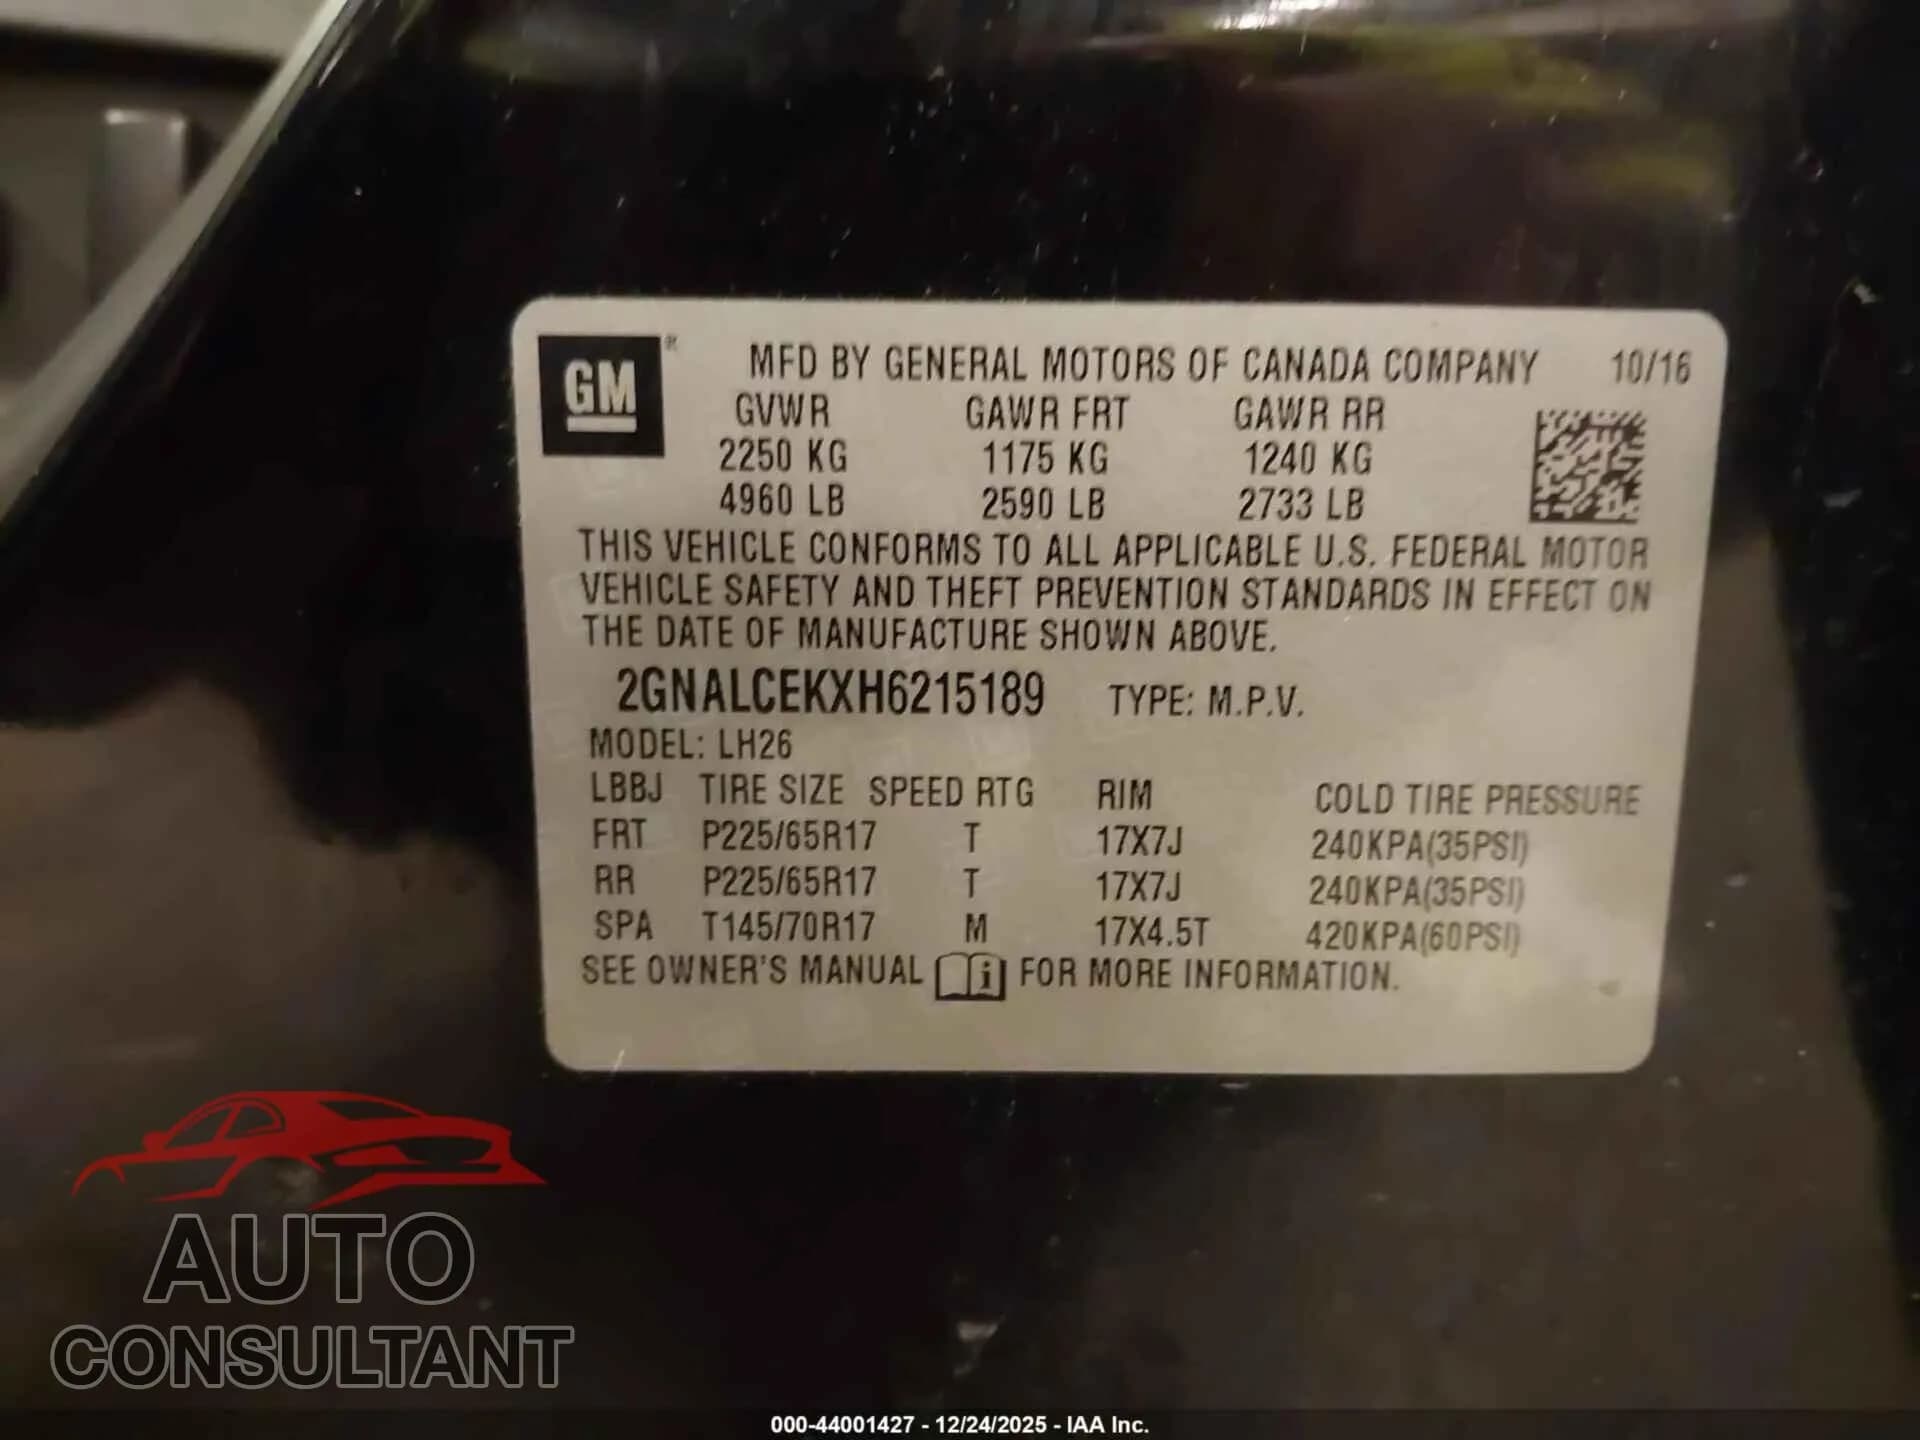 GM ®
MFD BY GENERAL MOTORS OF CANADA COMPANY 10/16
GVWR GAWR FRT GAWR RR
2250 KG 1175 KG 1240 KG
4960 LB 2590 LB 2733 LB
THIS VEHICLE CONFORMS TO ALL APPLICABLE U.S. FEDERAL MOTOR
VEHICLE SAFETY AND THEFT PREVENTION STANDARDS IN EFFECT ON
THE DATE OF MANUFACTURE SHOWN ABOVE.
2GNALCEKXH6215189 TYPE: M.P.V.
MODEL: LH26
LBBJ TIRE SIZE SPEED RTG RIM COLD TIRE PRESSURE
FRT P225/65R17 T 17X7J 240KPA(35PSI)
RR P225/65R17 T 17X7J 240KPA(35PSI)
SPA T145/70R17 M 17X4.5T 420KPA(60PSI)
SEE OWNER'S MANUAL i FOR MORE INFORMATION.
AUTO
CONSULTANT
000-44001427 - 12/24/2025 - IAA Inc.